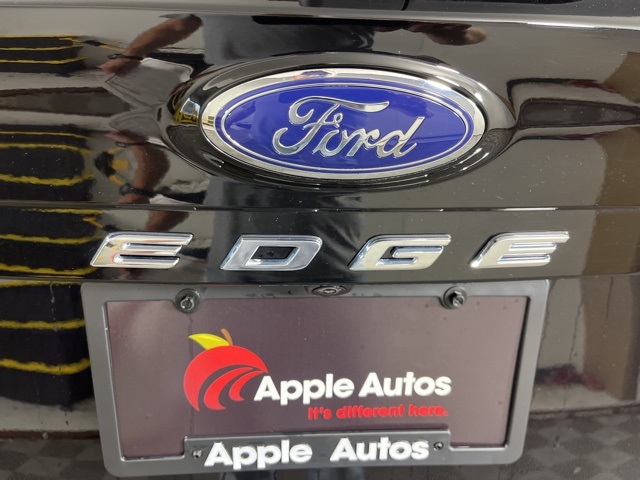 Ford
EDGE
Apple Autos
It's different here.
Apple Autos